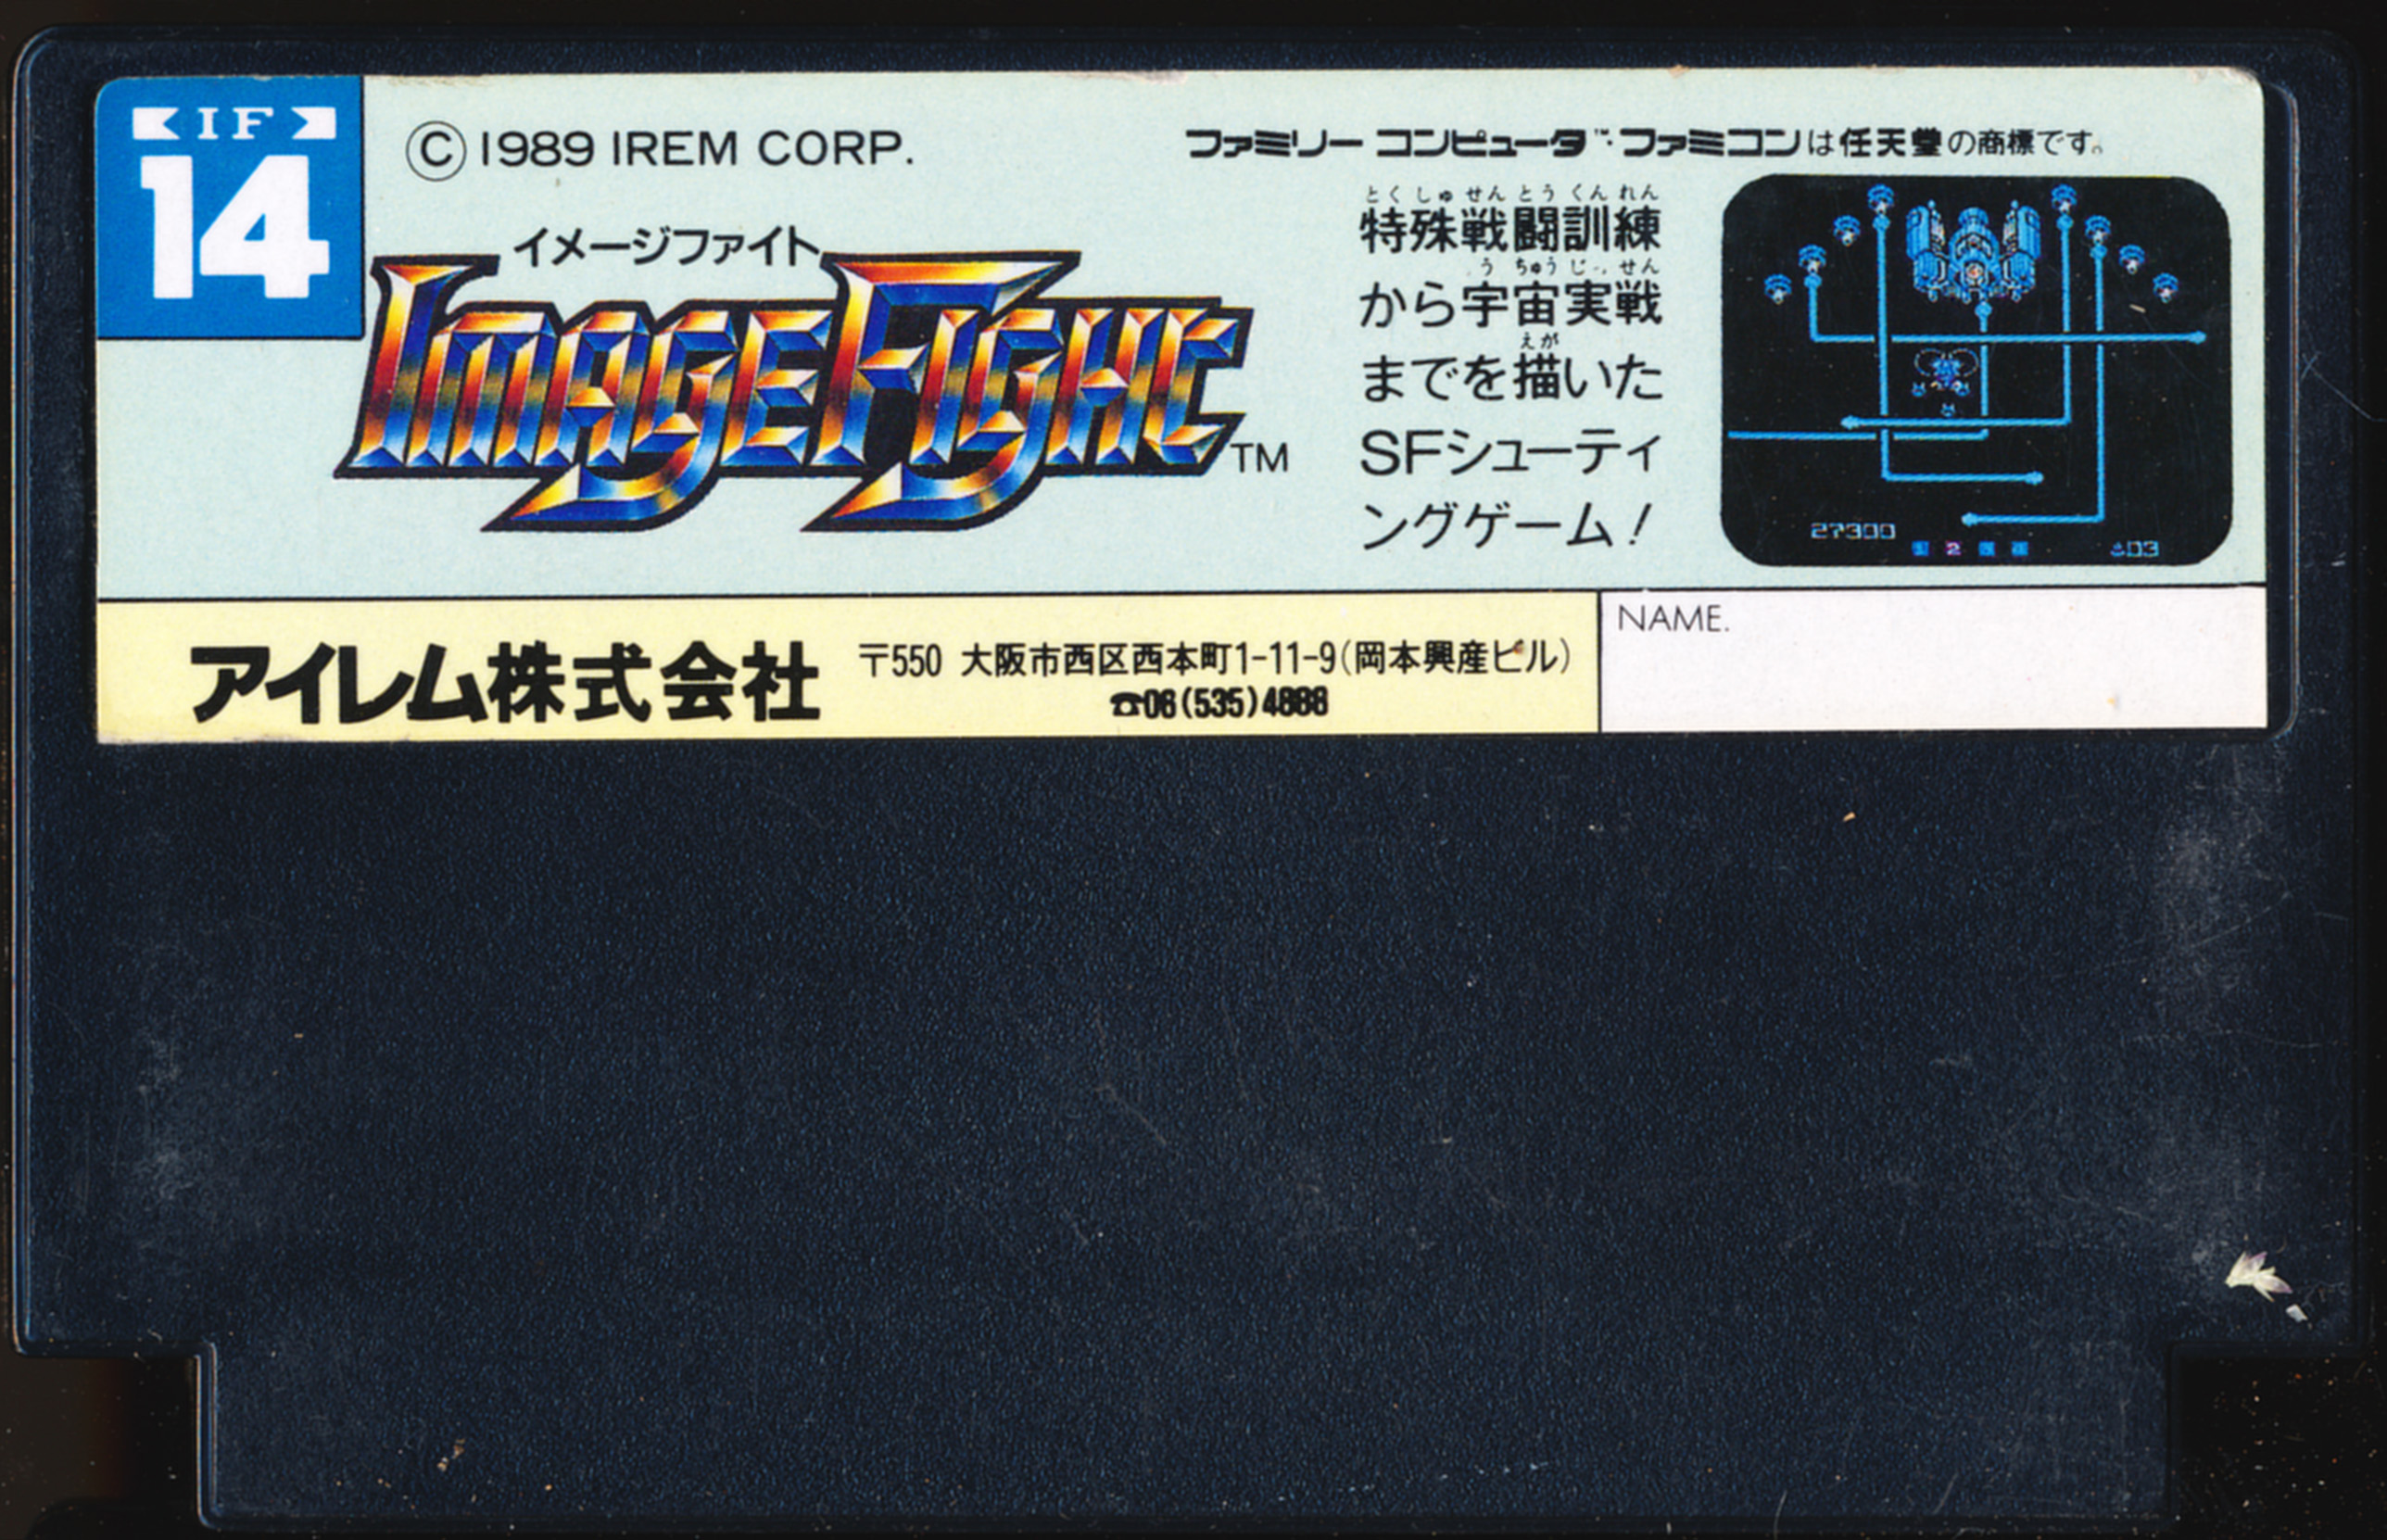 IF
14
©1989 IREM CORP.
ファミリー コンピュータ™・ファミコンは任天堂の商標です。
イメージファイト
IMAGE FIGHT™
とくしゅせんとうくんれん
特殊戦闘訓練
うちゅうじっせん
から宇宙実戦
えが
までを描いた
SFシューティ
ングゲーム!
27300
2
03
アイレム株式会社
〒550 大阪市西区西本町1-11-9(岡本興産ビル)
☎06(535)4888
NAME.